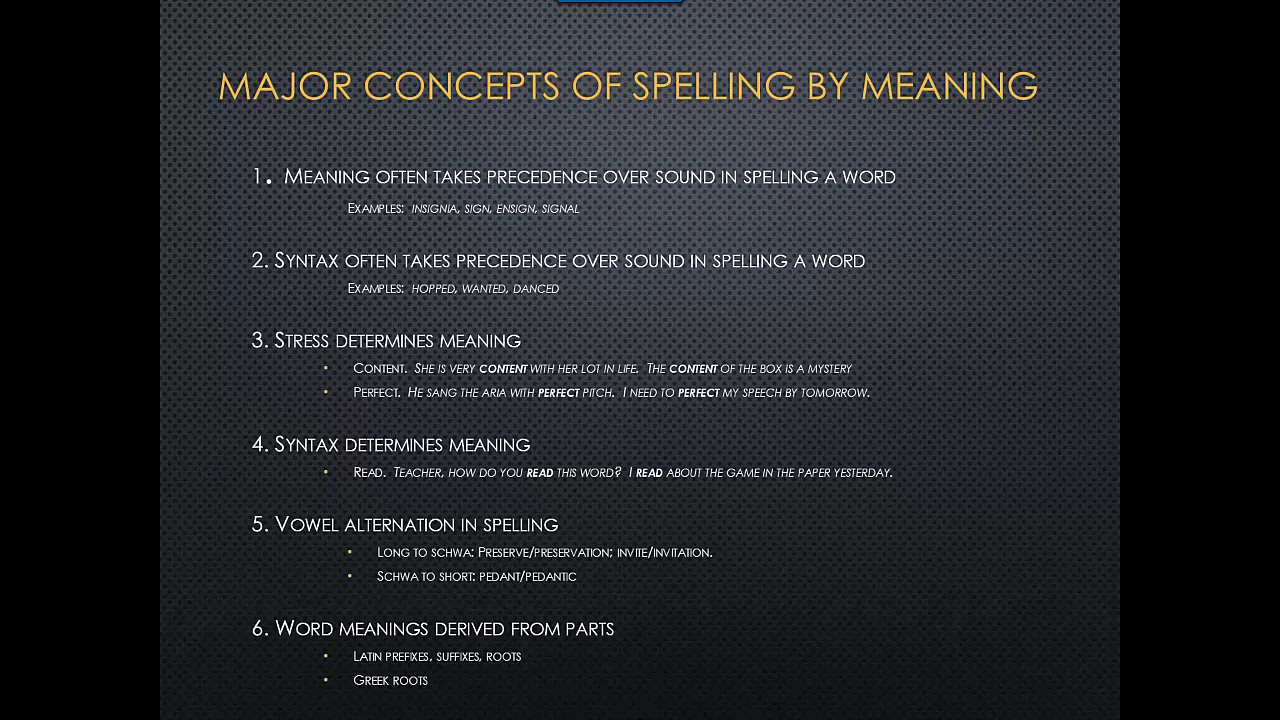 MAJOR CONCEPTS OF SPELLING BY MEANING
1. MEANING OFTEN TAKES PRECEDENCE OVER SOUND IN SPELLING A WORD
EXAMPLES: INSIGNIA, SIGN, ENSIGN, SIGNAL
2. SYNTAX OFTEN TAKES PRECEDENCE OVER SOUND IN SPELLING A WORD
EXAMPLES: HOPPED, WANTED, DANCED
3. STRESS DETERMINES MEANING
• CONTENT. SHE IS VERY CONTENT WITH HER LOT IN LIFE. THE CONTENT OF THE BOX IS A MYSTERY
• PERFECT. HE SANG THE ARIA WITH PERFECT PITCH. I NEED TO PERFECT MY SPEECH BY TOMORROW.
4. SYNTAX DETERMINES MEANING
• READ. TEACHER, HOW DO YOU READ THIS WORD? I READ ABOUT THE GAME IN THE PAPER YESTERDAY.
5. VOWEL ALTERNATION IN SPELLING
• LONG TO SCHWA: PRESERVE/PRESERVATION; INVITE/INVITATION.
• SCHWA TO SHORT: PEDANT/PEDANTIC
6. WORD MEANINGS DERIVED FROM PARTS
• LATIN PREFIXES, SUFFIXES, ROOTS
• GREEK ROOTS